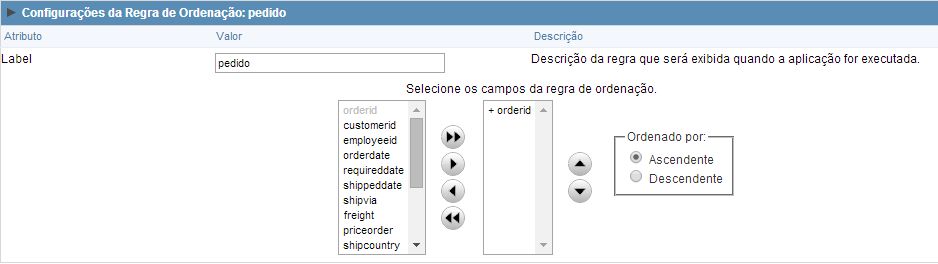 Configurações da Regra de Ordenação: pedido
Atributo Valor Descrição
Label pedido Descrição da regra que será exibida quando a aplicação for executada.
Selecione os campos da regra de ordenação.
orderid
customerid
employeeid
orderdate
requireddate
shippeddate
shipvia
freight
priceorder
shipcountry
+ orderid
Ordenado por:
Ascendente
Descendente